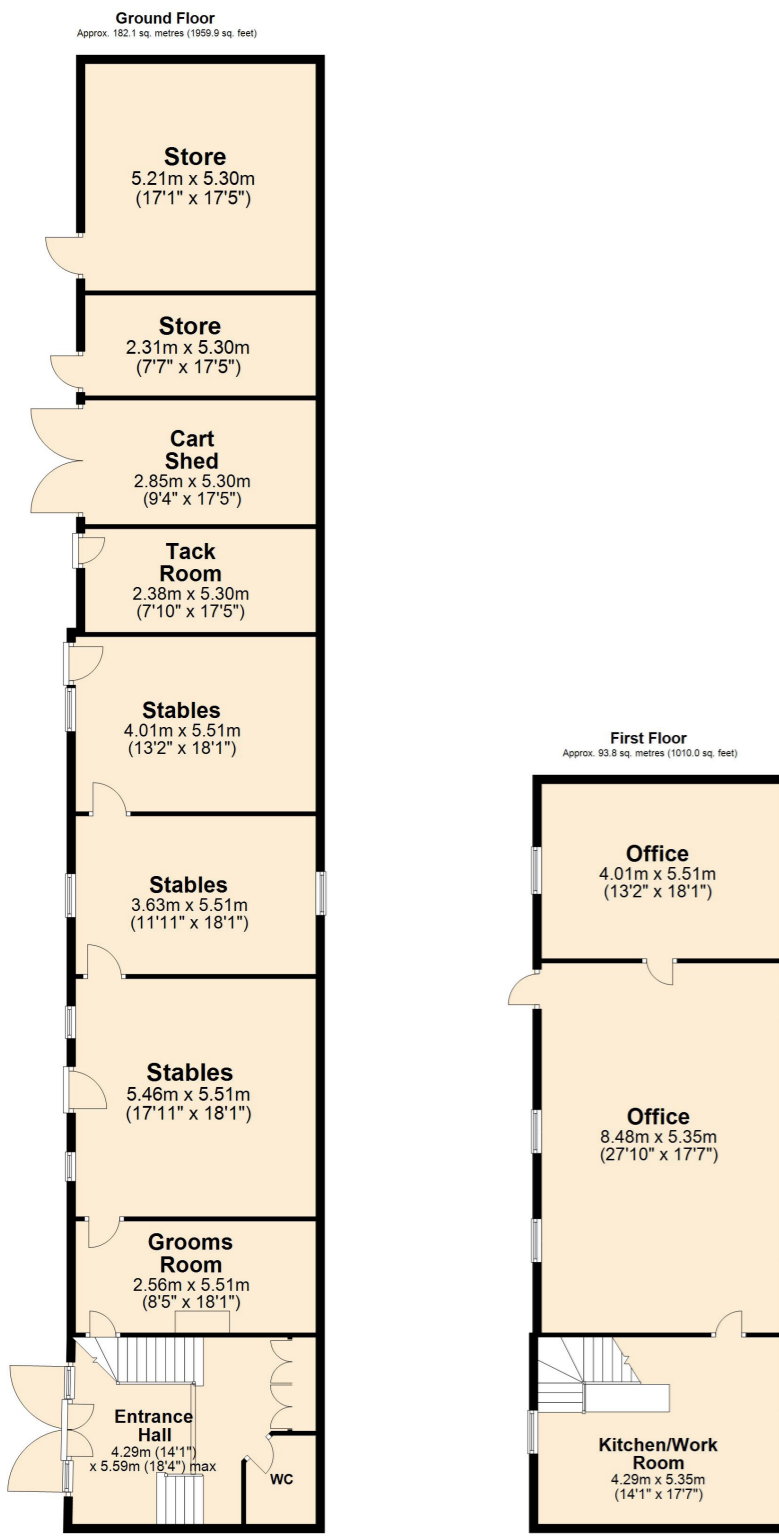 Ground Floor
Approx. 182.1 sq. metres (1959.9 sq. feet)
Store
5.21m x 5.30m
(17'1" x 17'5")
Store
2.31m x 5.30m
(7'7" x 17'5")
Cart
Shed
2.85m x 5.30m
(9'4" x 17'5")
Tack
Room
2.38m x 5.30m
(7'10" x 17'5")
Stables
4.01m x 5.51m
(13'2" x 18'1")
Stables
3.63m x 5.51m
(11'11" x 18'1")
Stables
5.46m x 5.51m
(17'11" x 18'1")
Grooms
Room
2.56m x 5.51m
(8'5" x 18'1")
Entrance
Hall
4.29m (14'1")
x 5.59m (18'4") max
WC
First Floor
Approx. 93.8 sq. metres (1010.0 sq. feet)
Office
4.01m x 5.51m
(13'2" x 18'1")
Office
8.48m x 5.35m
(27'10" x 17'7")
Kitchen/Work
Room
4.29m x 5.35m
(14'1" x 17'7")